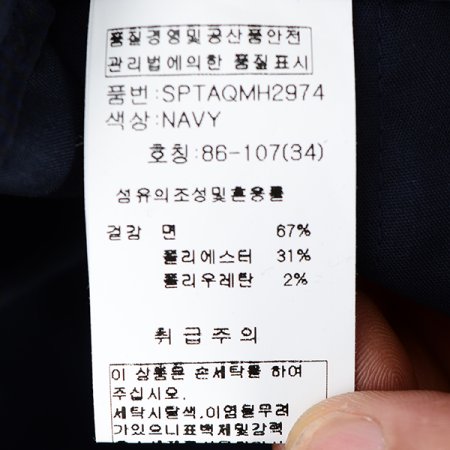 품질경영및공산품안전
관리법에의한 품질표시
품번:SPTAQMH2974
색상:NAVY
호칭:86-107(34)
섬유의조성및혼용률
겉감 면 67%
폴리에스터 31%
폴리우레탄 2%
취급주의
이 상품은 손세탁을 하여
주십시오.
세탁시탈색.이염될우려
가있으니표백제및강력